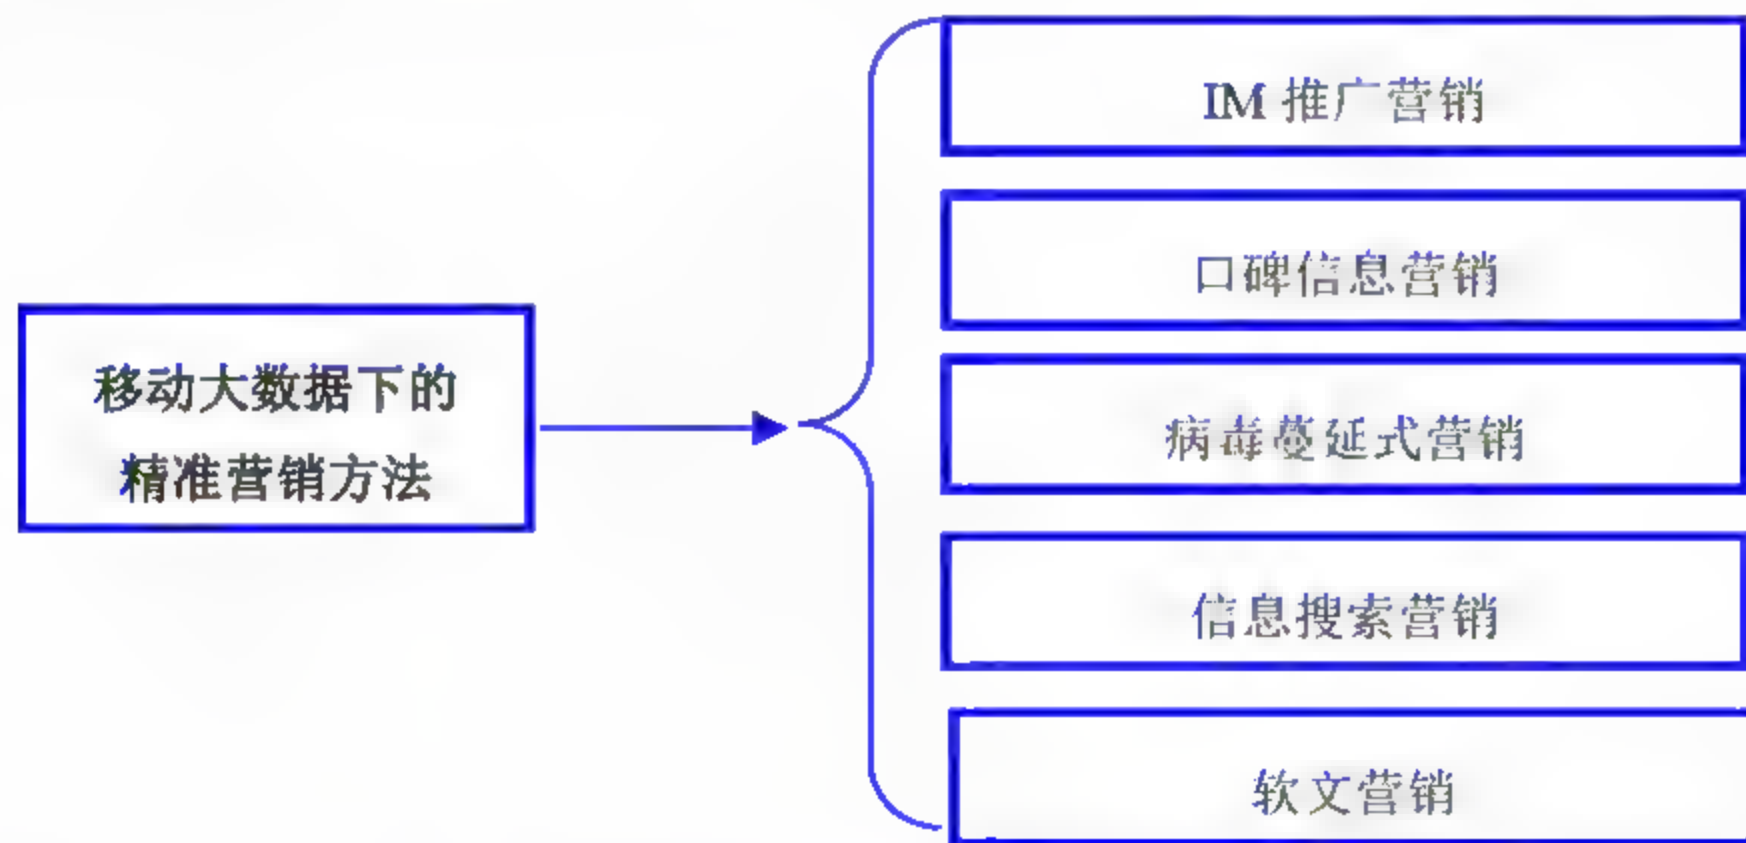 IM 推广营销
口碑信息营销
移动大数据下的
精准营销方法
病毒蔓延式营销
信息搜索营销
软文营销